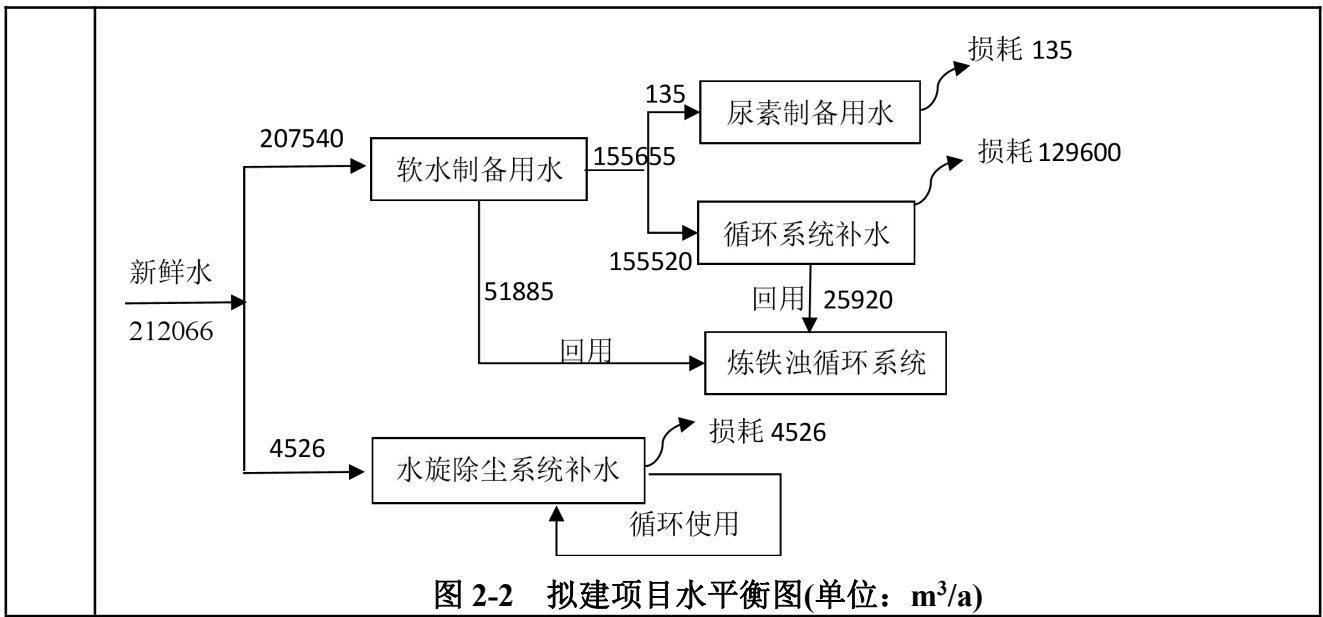 损耗 135
135
尿素制备用水
207540
软水制备用水
155655
损耗 129600
循环系统补水
155520
新鲜水
212066
51885
回用 25920
回用
炼铁浊循环系统
4526
水旋除尘系统补水
损耗 4526
循环使用
图 2-2 拟建项目水平衡图(单位：m³/a)